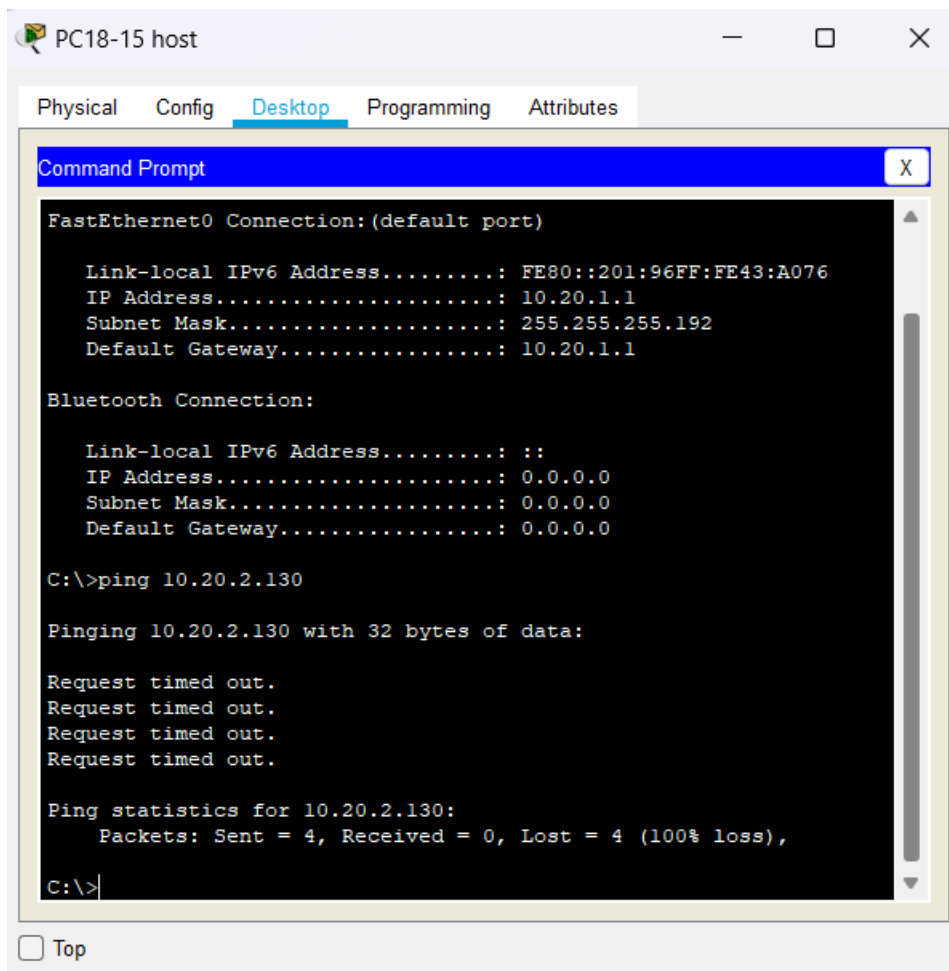 PC18-15 host
Physical Config Desktop Programming Attributes
Command Prompt X
FastEthernet0 Connection:(default port)
Link-local IPv6 Address.........: FE80::201:96FF:FE43:A076
IP Address......................: 10.20.1.1
Subnet Mask.....................: 255.255.255.192
Default Gateway.................: 10.20.1.1
Bluetooth Connection:
Link-local IPv6 Address.........: ::
IP Address......................: 0.0.0.0
Subnet Mask.....................: 0.0.0.0
Default Gateway.................: 0.0.0.0
C:\>ping 10.20.2.130
Pinging 10.20.2.130 with 32 bytes of data:
Request timed out.
Request timed out.
Request timed out.
Request timed out.
Ping statistics for 10.20.2.130:
Packets: Sent = 4, Received = 0, Lost = 4 (100% loss),
C:\>
Top